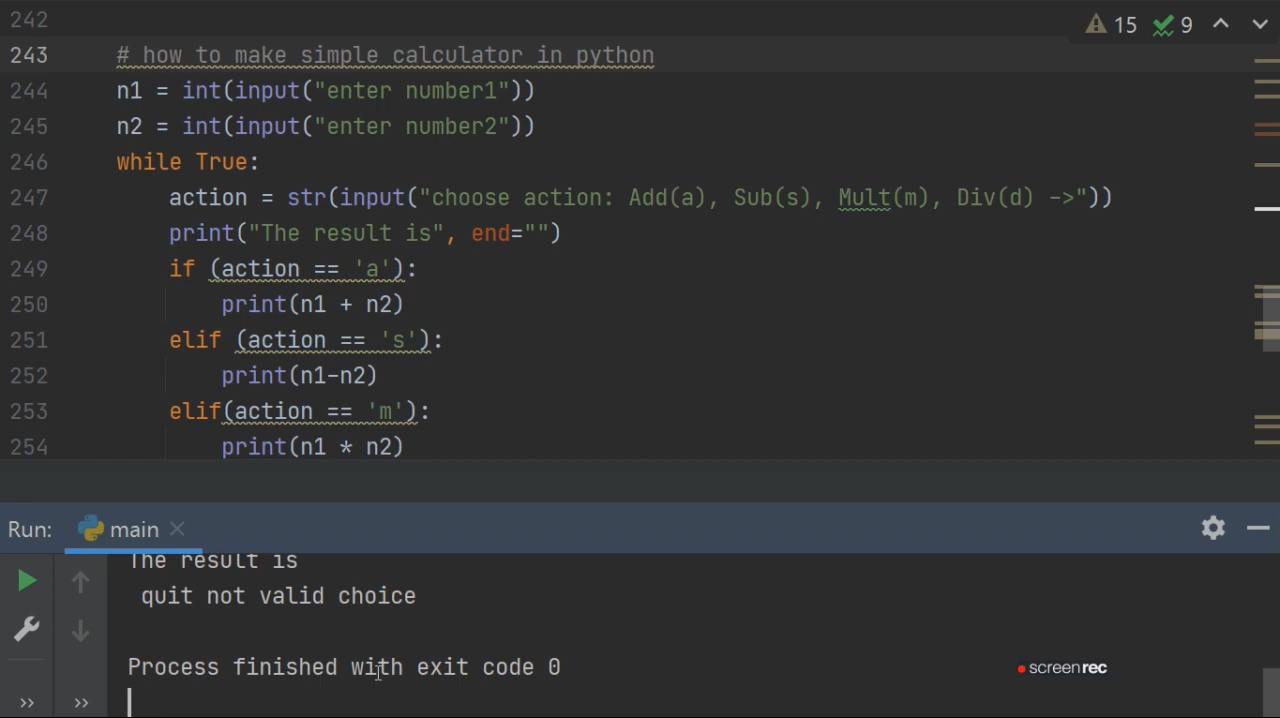 242
15 9
243 # how to make simple calculator in python
244 n1 = int(input("enter number1"))
245 n2 = int(input("enter number2"))
246 while True:
247 action = str(input("choose action: Add(a), Sub(s), Mult(m), Div(d) ->"))
248 print("The result is", end="")
249 if (action == 'a'):
250 print(n1 + n2)
251 elif (action == 's'):
252 print(n1-n2)
253 elif(action == 'm'):
254 print(n1 * n2)
Run: main
The result is
quit not valid choice
Process finished with exit code 0
screenrec